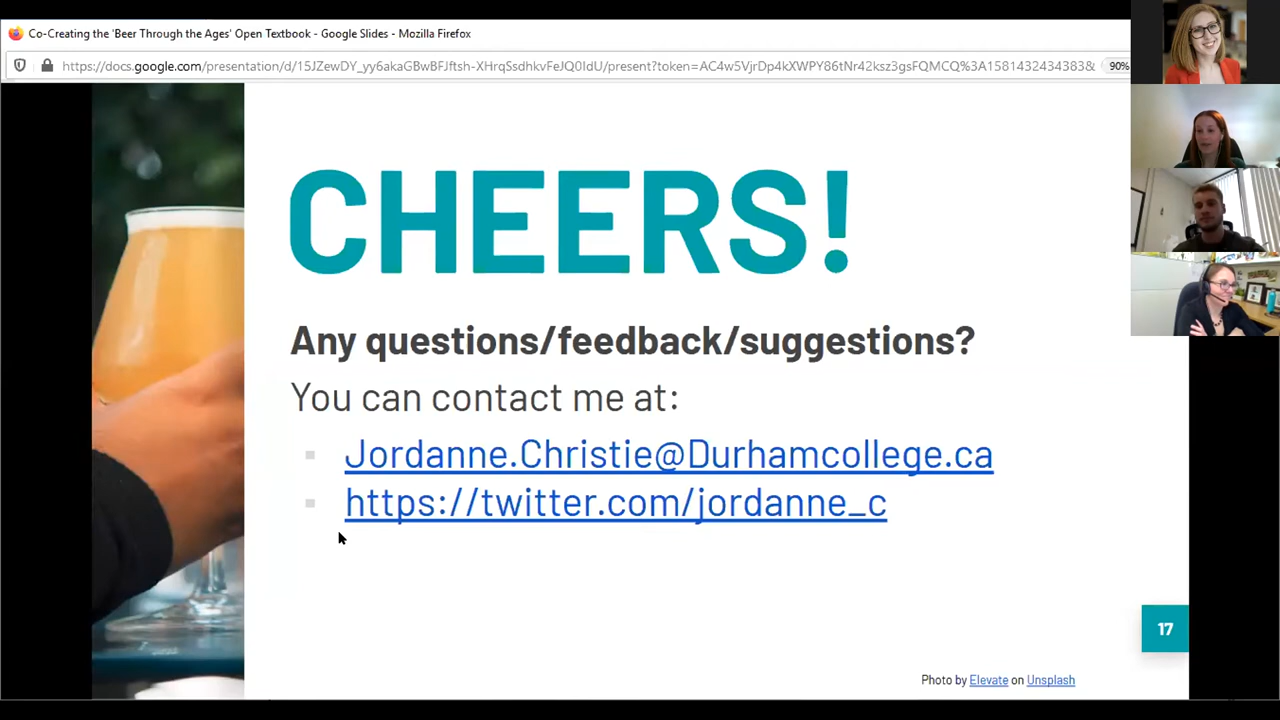 Co-Creating the 'Beer Through the Ages' Open Textbook - Google Slides - Mozilla Firefox
https://docs.google.com/presentation/d/15JZewDY_yy6akaGBwBFJftsh-XHrqSsdhkvFeJQ0IdU/present?token=AC4w5VjrDp4kXWPY86tNr42ksz3gsFQMCQ%3A1581432434383& 90%
CHEERS!
Any questions/feedback/suggestions?
You can contact me at:
Jordanne.Christie@Durhamcollege.ca
https://twitter.com/jordanne_c
17
Photo by Elevate on Unsplash